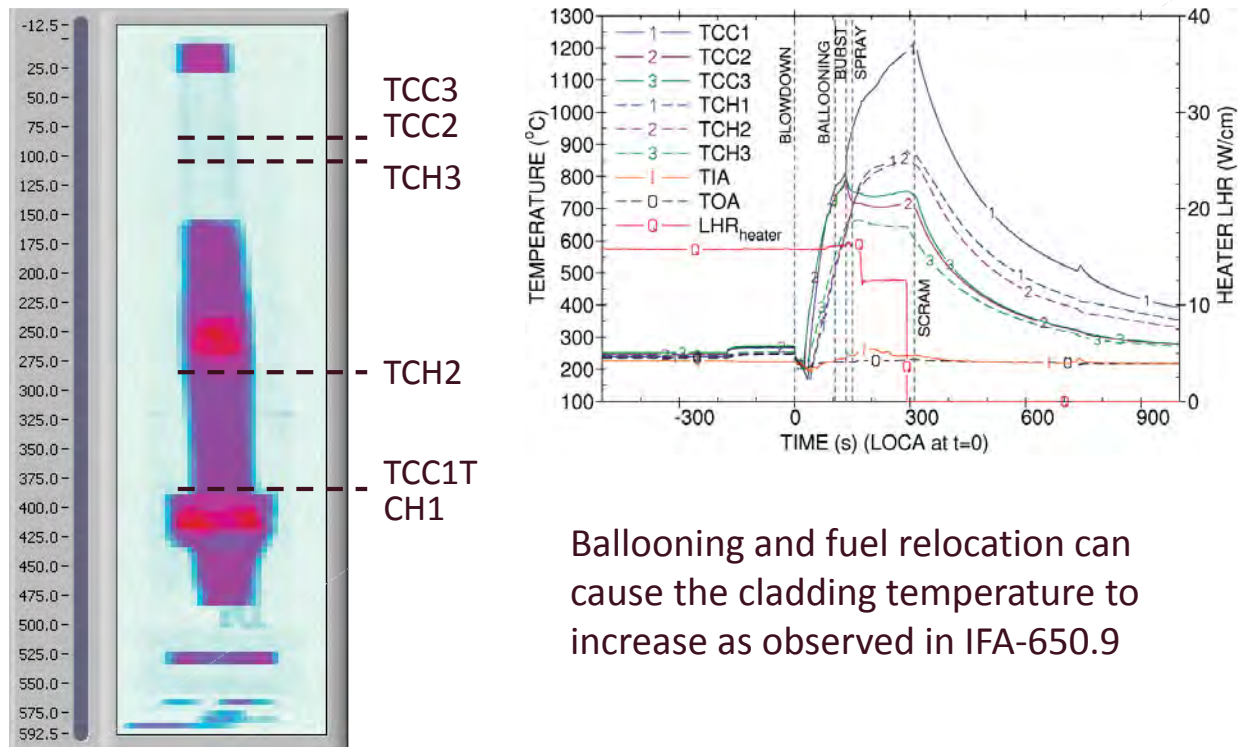 -12.5
25.0
50.0
75.0
100.0
125.0
150.0
175.0
200.0
225.0
250.0
275.0
300.0
325.0
350.0
375.0
400.0
425.0
450.0
475.0
500.0
525.0
550.0
575.0
592.5
TCC3
TCC2
TCH3
TCH2
TCC1T
CH1
1300
1200
1100
1000
900
800
700
600
500
400
300
200
100
TEMPERATURE (°C)
1 TCC1
2 TCC2
3 TCC3
1 TCH1
2 TCH2
3 TCH3
I TIA
O TOA
Q LHRheater
BLOWDOWN
BALLOONING
BURST
SPRAY
SCRAM
40
30
20
10
0
HEATER LHR (W/cm)
-300 0 300 600 900
TIME (s) (LOCA at t=0)
Ballooning and fuel relocation can
cause the cladding temperature to
increase as observed in IFA-650.9